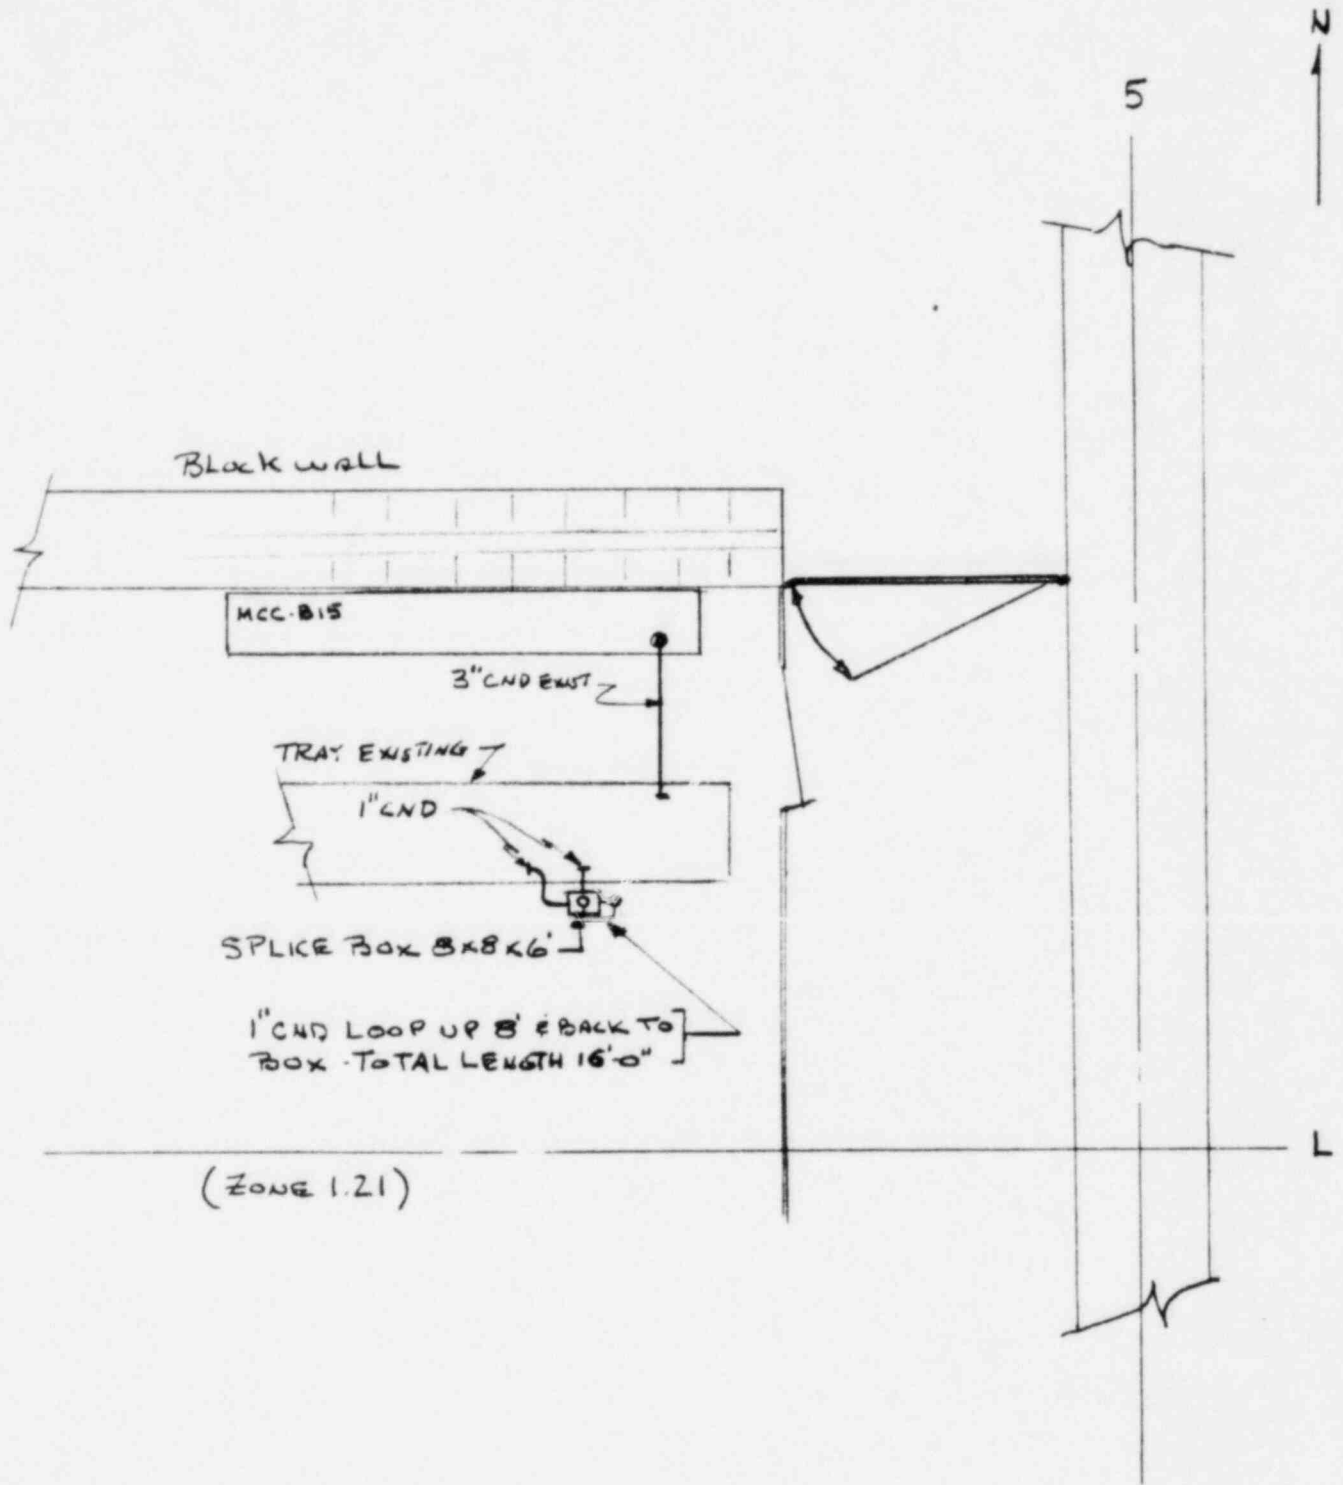 N
5
Block wall
MCC-B15
3" CND EXIST
TRAY EXISTING
1" CND
SPLICE BOX 8x8x6'
1" CND LOOP UP 8' & BACK TO
BOX - TOTAL LENGTH 16'-0"
L
(ZONE 1.21)